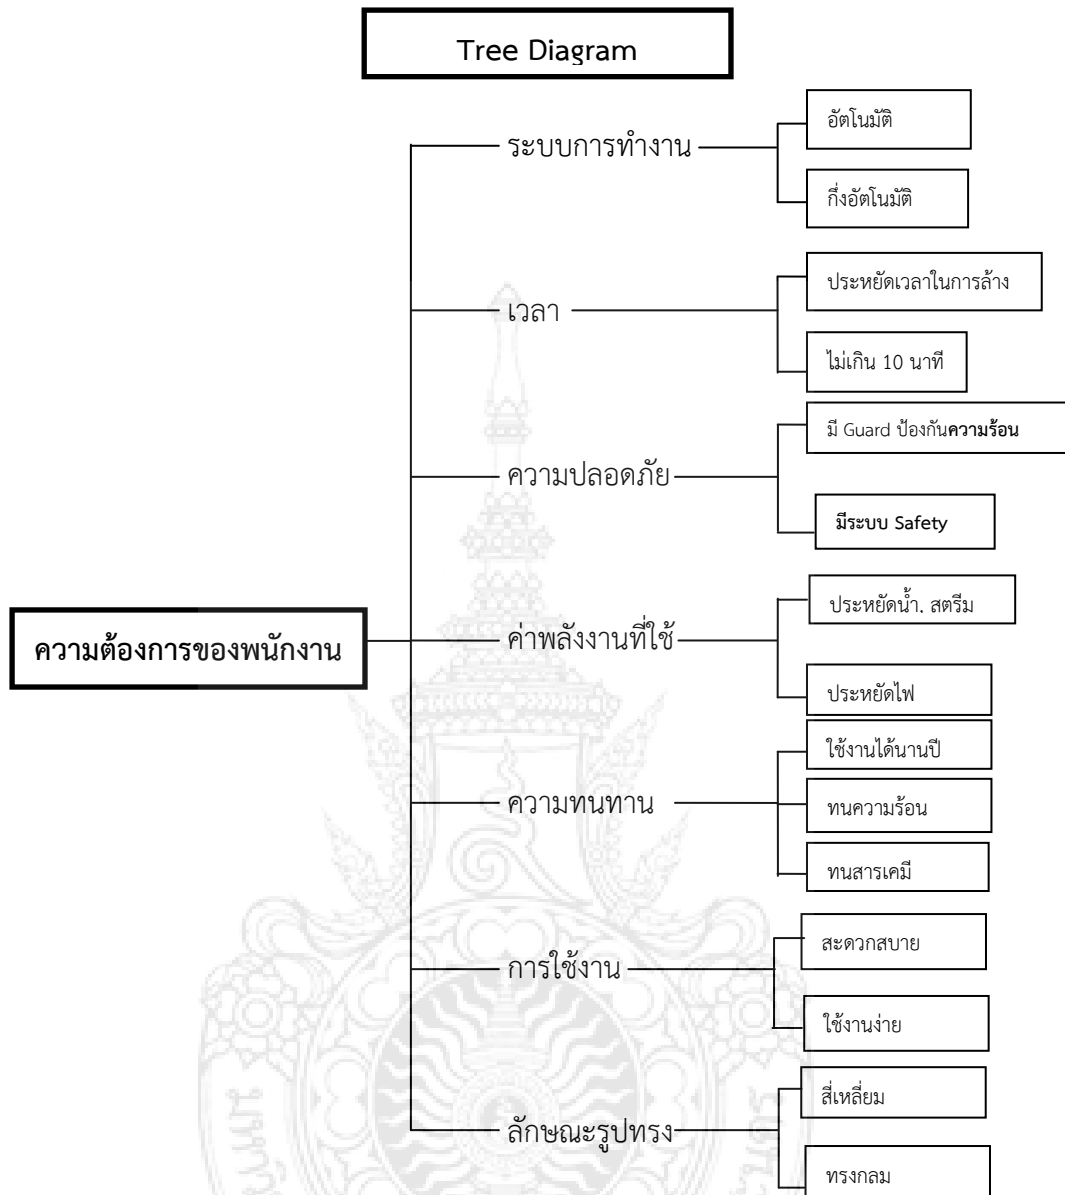 Tree Diagram
ระบบการทำงาน
อัตโนมัติ
กึ่งอัตโนมัติ
เวลา
ประหยัดเวลาในการล้าง
ไม่เกิน 10 นาที
ความปลอดภัย
มี Guard ป้องกันความร้อน
มีระบบ Safety
ความต้องการของพนักงาน
ค่าพลังงานที่ใช้
ประหยัดน้ำ. สตรีม
ประหยัดไฟ
ความทนทาน
ใช้งานได้นานปี
ทนความร้อน
ทนสารเคมี
การใช้งาน
สะดวกสบาย
ใช้งานง่าย
ลักษณะรูปทรง
สี่เหลี่ยม
ทรงกลม